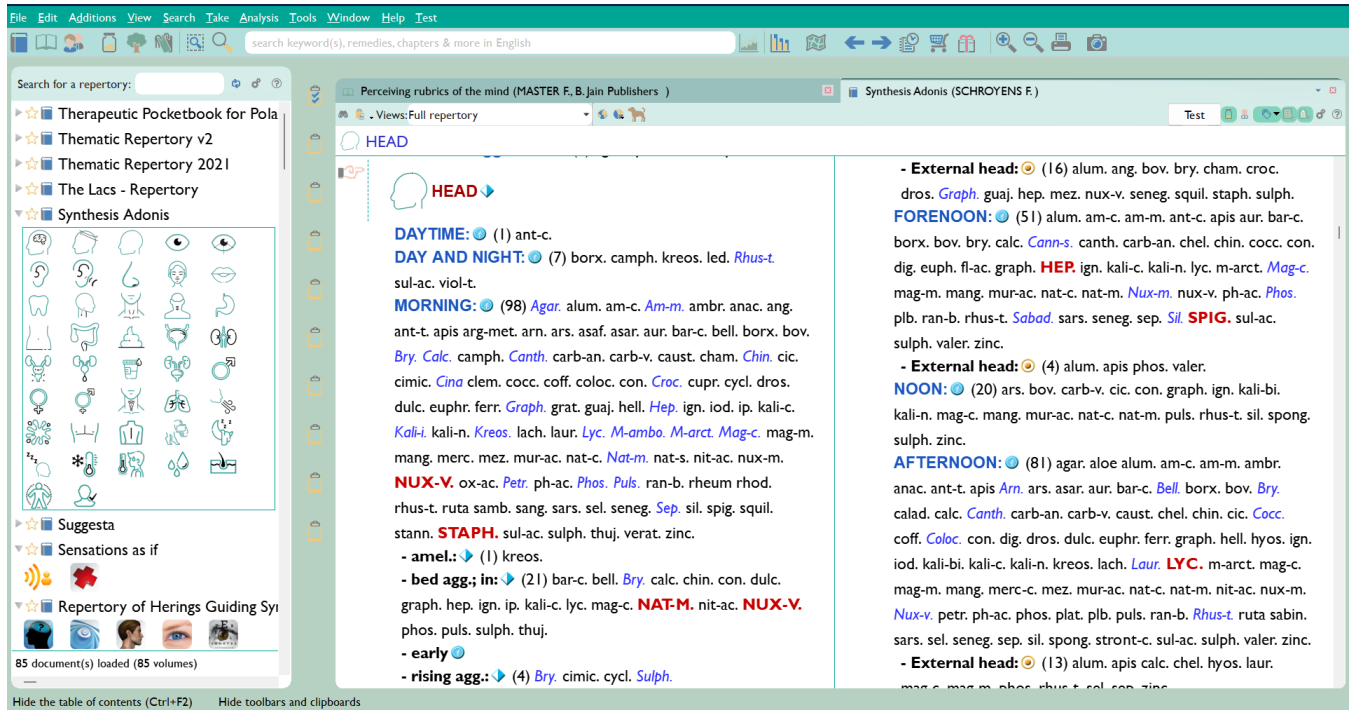 File Edit Additions View Search Take Analysis Tools Window Help Test
search keyword(s), remedies, chapters & more in English
Search for a repertory:
Therapeutic Pocketbook for Pola
Thematic Repertory v2
Thematic Repertory 2021
The Lacs - Repertory
Synthesis Adonis
Suggesta
Sensations as if
Repertory of Herings Guiding Syı
85 document(s) loaded (85 volumes)
Perceiving rubrics of the mind (MASTER F., B. Jain Publishers )
Synthesis Adonis (SCHROYENS F. )
Views: Full repertory
Test
HEAD
HEAD
DAYTIME: (1) ant-c.
DAY AND NIGHT: (7) borx. camph. kreos. led. Rhus-t.
sul-ac. viol-t.
MORNING: (98) Agar. alum. am-c. Am-m. ambr. anac. ang.
ant-t. apis arg-met. arn. ars. asaf. asar. aur. bar-c. bell. borx. bov.
Bry. Calc. camph. Canth. carb-an. carb-v. caust. cham. Chin. cic.
cimic. Cina clem. cocc. coff. coloc. con. Croc. cupr. cycl. dros.
dulc. euphr. ferr. Graph. grat. guaj. hell. Hep. ign. iod. ip. kali-c.
Kali-i. kali-n. Kreos. lach. laur. Lyc. M-ambo. M-arct. Mag-c. mag-m.
mang. merc. mez. mur-ac. nat-c. Nat-m. nat-s. nit-ac. nux-m.
NUX-V. ox-ac. Petr. ph-ac. Phos. Puls. ran-b. rheum rhod.
rhus-t. ruta samb. sang. sars. sel. seneg. Sep. sil. spig. squil.
stann. STAPH. sul-ac. sulph. thuj. verat. zinc.
- amel.: (1) kreos.
- bed agg.; in: (21) bar-c. bell. Bry. calc. chin. con. dulc.
graph. hep. ign. ip. kali-c. lyc. mag-c. NAT-M. nit-ac. NUX-V.
phos. puls. sulph. thuj.
- early
- rising agg.: (4) Bry. cimic. cycl. Sulph.
- External head: (16) alum. ang. bov. bry. cham. croc.
dros. Graph. guaj. hep. mez. nux-v. seneg. squil. staph. sulph.
FORENOON: (51) alum. am-c. am-m. ant-c. apis aur. bar-c.
borx. bov. bry. calc. Cann-s. canth. carb-an. chel. chin. cocc. con.
dig. euph. fl-ac. graph. HEP. ign. kali-c. kali-n. lyc. m-arct. Mag-c.
mag-m. mang. mur-ac. nat-c. nat-m. Nux-m. nux-v. ph-ac. Phos.
plb. ran-b. rhus-t. Sabad. sars. seneg. sep. Sil. SPIG. sul-ac.
sulph. valer. zinc.
- External head: (4) alum. apis phos. valer.
NOON: (20) ars. bov. carb-v. cic. con. graph. ign. kali-bi.
kali-n. mag-c. mang. mur-ac. nat-c. nat-m. puls. rhus-t. sil. spong.
sulph. zinc.
AFTERNOON: (81) agar. aloe alum. am-c. am-m. ambr.
anac. ant-t. apis Arn. ars. asar. aur. bar-c. Bell. borx. bov. Bry.
calad. calc. Canth. carb-an. carb-v. caust. chel. chin. cic. Cocc.
coff. Coloc. con. dig. dros. dulc. euphr. ferr. graph. hell. hyos. ign.
iod. kali-bi. kali-c. kali-n. kreos. lach. Laur. LYC. m-arct. mag-c.
mag-m. mang. merc-c. mez. mur-ac. nat-c. nat-m. nit-ac. nux-m.
Nux-v. petr. ph-ac. phos. plat. plb. puls. ran-b. Rhus-t. ruta sabin.
sars. sel. seneg. sep. sil. spong. stront-c. sul-ac. sulph. valer. zinc.
- External head: (13) alum. apis calc. chel. hyos. laur.
mag-c. mag-m. phos. rhus-t. sel. sep. zinc.
Hide the table of contents (Ctrl+F2) Hide toolbars and clipboards